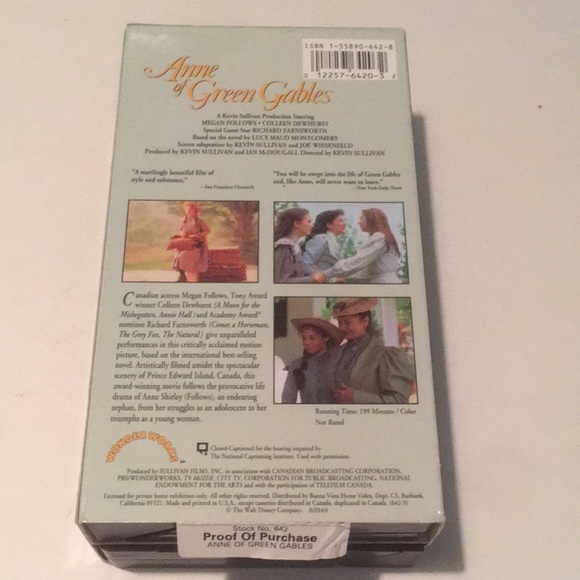 ISBN 1-55890-642-8
0 12257-6420-3 2
Anne
of Green Gables
A Kevin Sullivan Production Starring
MEGAN FOLLOWS • COLLEEN DEWHURST
Special Guest Star RICHARD FARNSWORTH
Based on the novel by LUCY MAUD MONTGOMERY
Screen adaptation by KEVIN SULLIVAN and JOE WIESENFELD
Produced by KEVIN SULLIVAN and IAN McDOUGALL Directed by KEVIN SULLIVAN
"A startlingly beautiful film of
style and substance."
—San Francisco Chronicle
"You will be swept into the life of Green Gables
and, like Anne, will never want to leave."
—New York Daily News
Canadian actress Megan Follows, Tony Award
winner Colleen Dewhurst (A Moon for the
Misbegotten, Annie Hall) and Academy Award®
nominee Richard Farnsworth (Comes a Horseman,
The Grey Fox, The Natural) give unparalleled
performances in this critically acclaimed motion
picture, based on the international best-selling
novel. Artistically filmed amidst the spectacular
scenery of Prince Edward Island, Canada, this
award-winning movie follows the provocative life
drama of Anne Shirley (Follows), an endearing
orphan, from her struggles as an adolescent to her
triumphs as a young woman.
Running Time: 199 Minutes / Color
Not Rated
WONDERWORKS™
Closed-Captioned for the hearing impaired by
The National Captioning Institute. Used with permission.
Produced by SULLIVAN FILMS, INC. in association with CANADIAN BROADCASTING CORPORATION,
PBS/WONDERWORKS, TV 60/ZDF, CITY TV, CORPORATION FOR PUBLIC BROADCASTING, NATIONAL
ENDOWMENT FOR THE ARTS and with the participation of TELEFILM CANADA.
Licensed for private home exhibition only. All other rights reserved. Distributed by Buena Vista Home Video, Dept. CS, Burbank,
California 91521. Made and printed in U.S.A., except cassette distributed in Canada, duplicated in Canada. (642-3)
© The Walt Disney Company. A0949
Stock No. 642
Proof Of Purchase
ANNE OF GREEN GABLES